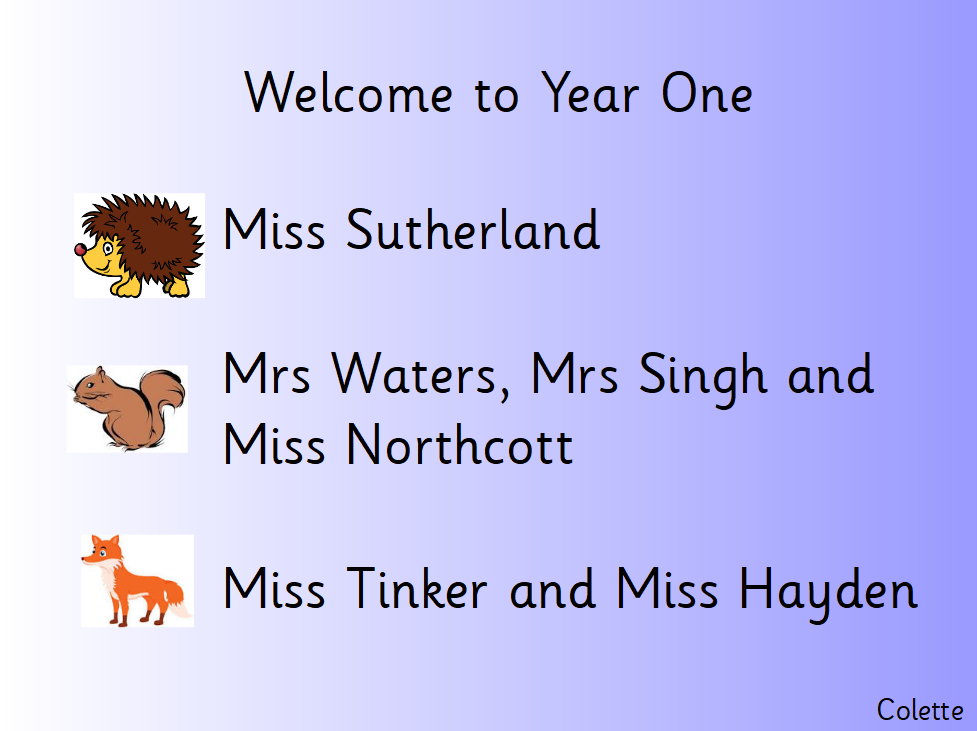 Welcome to Year One
Miss Sutherland
Mrs Waters, Mrs Singh and
Miss Northcott
Miss Tinker and Miss Hayden
Colette